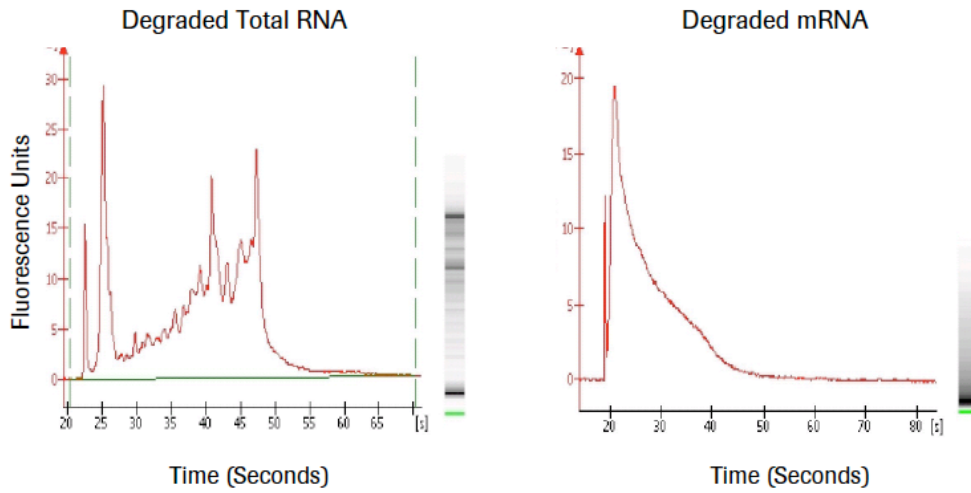 Degraded Total RNA
Degraded mRNA
Fluorescence Units
30
25
20
15
10
5
0
20 25 30 35 40 45 50 55 60 65 [s]
Time (Seconds)
20
15
10
5
0
20 30 40 50 60 70 80 [s]
Time (Seconds)